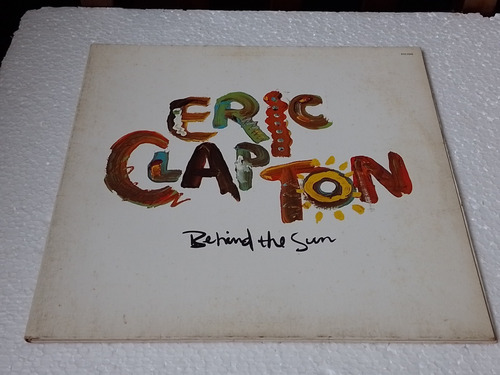 ERIC
CLAPTON
Behind the Sun